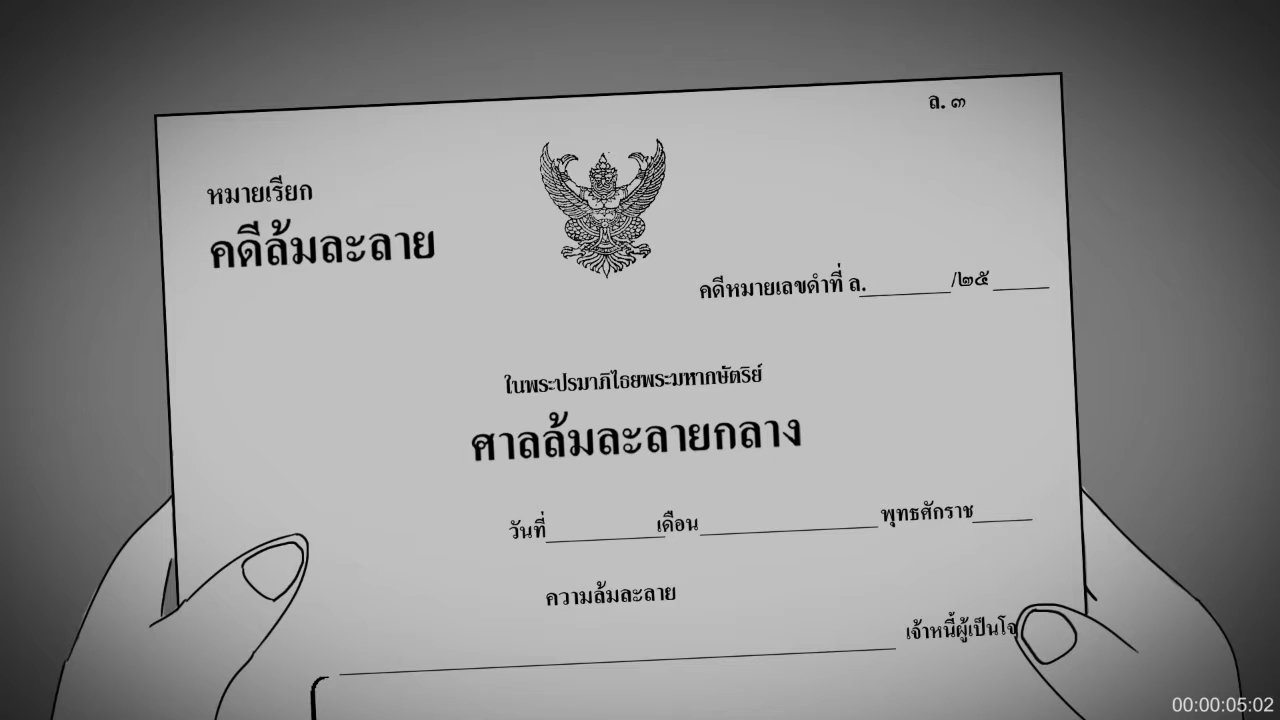 ล. ๓
หมายเรียก
คดีล้มละลาย
คดีหมายเลขดำที่ ล.________/๒๕_____
ในพระปรมาภิไธยพระมหากษัตริย์
ศาลล้มละลายกลาง
วันที่__________เดือน________________พุทธศักราช_____
ความล้มละลาย
____________________ เจ้าหนี้ผู้เป็นโจ
00:00:05:02